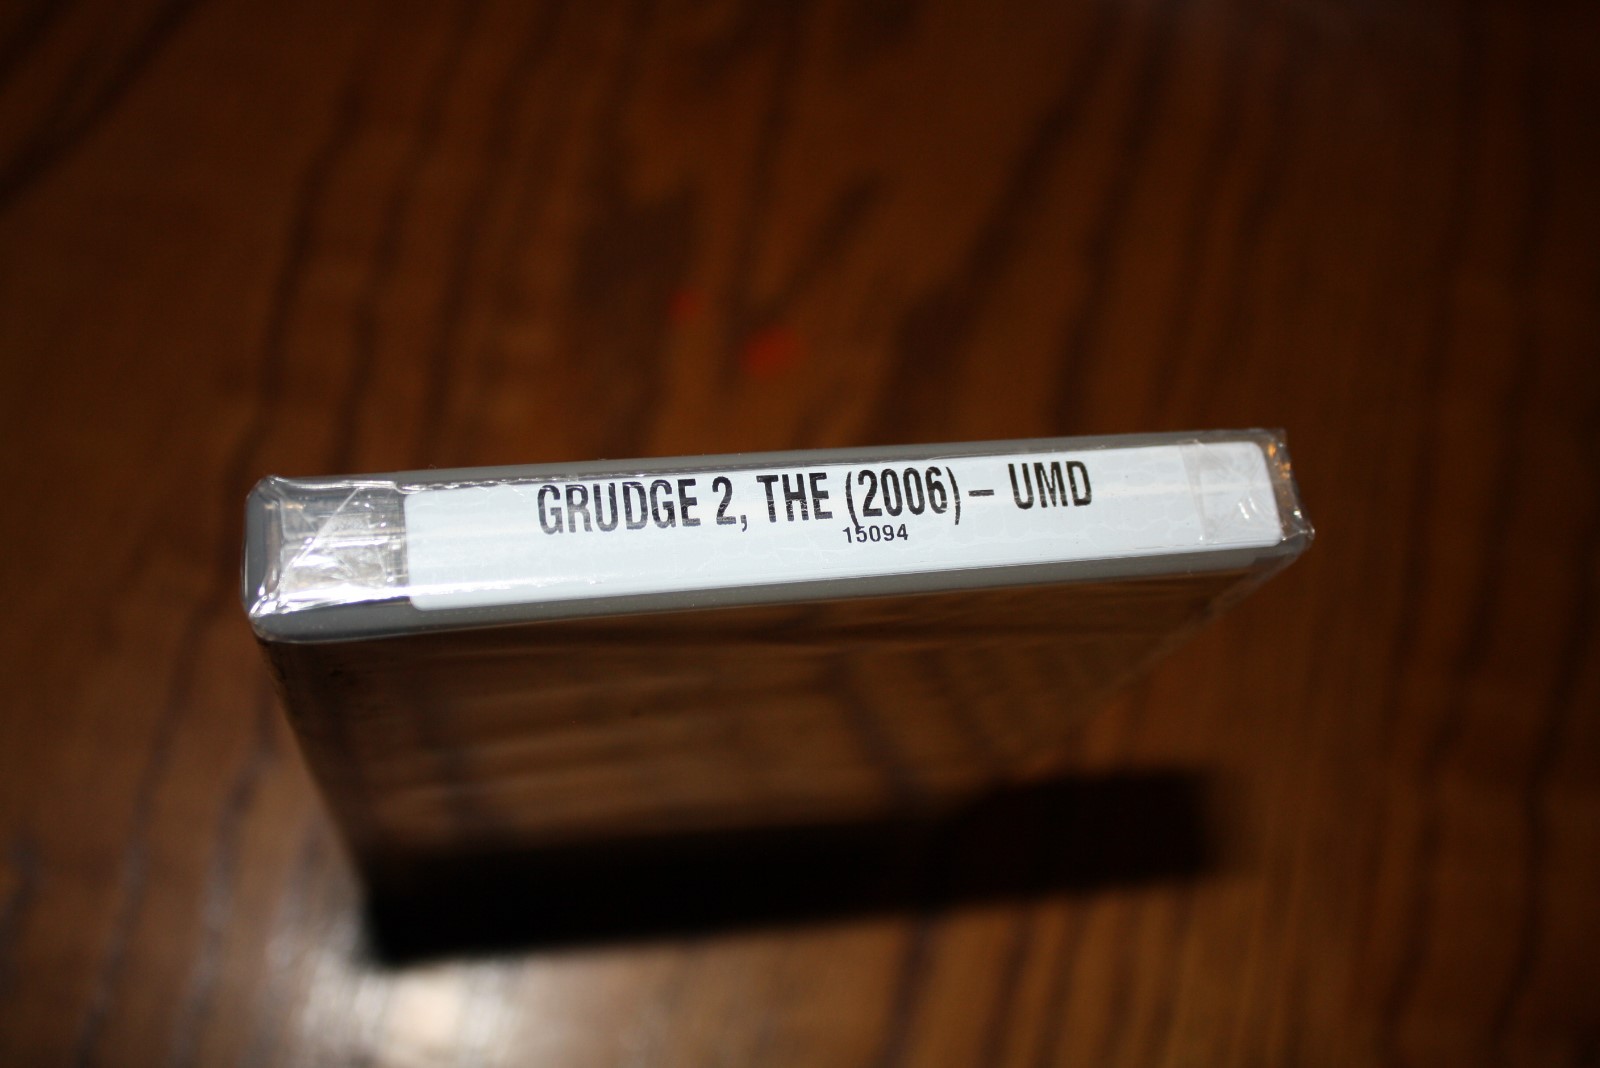 GRUDGE 2, THE (2006) – UMD
15094